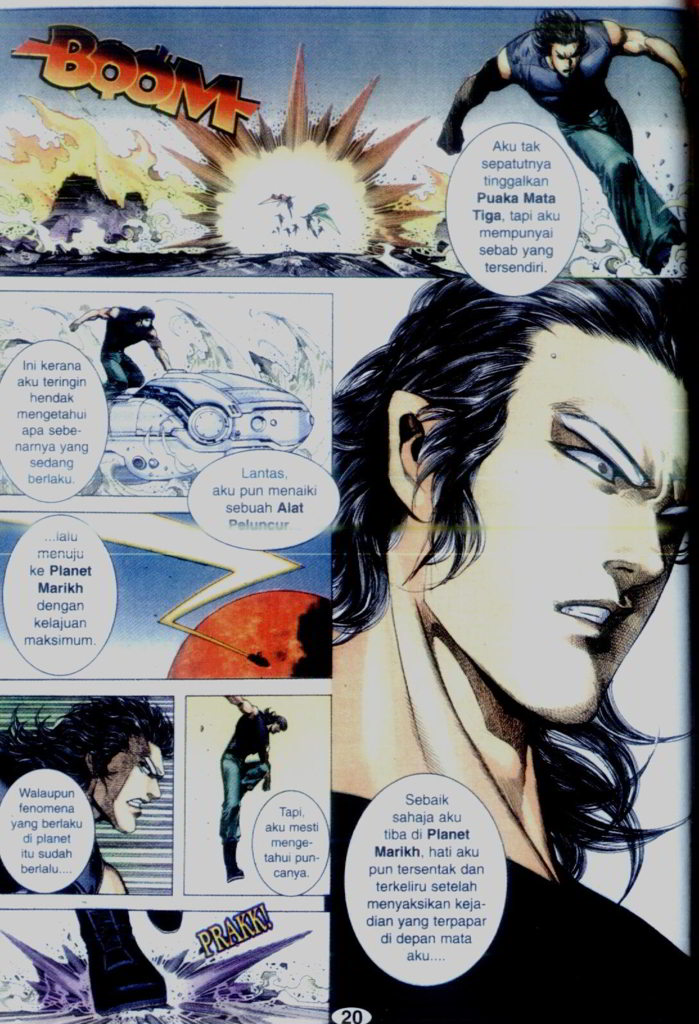 BOOM
Aku tak
sepatutnya
tinggalkan
Puaka Mata
Tiga, tapi aku
mempunyai
sebab yang
tersendiri.
Ini kerana
aku teringin
hendak
mengetahui
apa sebe-
narnya yang
sedang
berlaku.
Lantas,
aku pun menaiki
sebuah Alat
Peluncur...
...lalu
menuju
ke Planet
Marikh
dengan
kelajuan
maksimum.
Walaupun
fenomena
yang berlaku
di planet
itu sudah
berlalu....
Tapi,
aku mesti
menge-
tahui pun-
canya.
PRAKK!
Sebaik
sahaja aku
tiba di Planet
Marikh, hati aku
pun tersentak dan
terkeliru setelah
menyaksikan keja-
dian yang terpapar
di depan mata
aku....
20